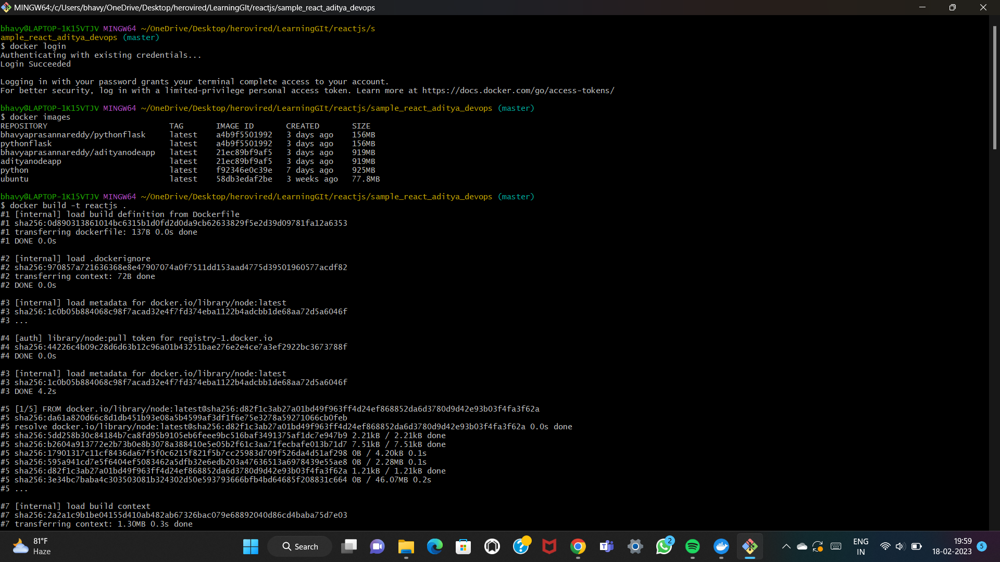 MINGW64:/c/Users/bhavy/OneDrive/Desktop/herovired/LearningGIt/reactjs/sample_react_aditya_devops
bhavy@LAPTOP-1K15VTJV MINGW64 ~/OneDrive/Desktop/herovired/LearningGIt/reactjs/s
ample_react_aditya_devops (master)
$ docker login
Authenticating with existing credentials...
Login Succeeded
Logging in with your password grants your terminal complete access to your account.
For better security, log in with a limited-privilege personal access token. Learn more at https://docs.docker.com/go/access-tokens/
bhavy@LAPTOP-1K15VTJV MINGW64 ~/OneDrive/Desktop/herovired/LearningGIt/reactjs/sample_react_aditya_devops (master)
$ docker images
REPOSITORY TAG IMAGE ID CREATED SIZE
bhavyaprasannareddy/pythonflask latest a4b9f5501992 3 days ago 156MB
pythonflask latest a4b9f5501992 3 days ago 156MB
bhavyaprasannareddy/adityanodeapp latest 21ec89bf9af5 3 days ago 919MB
adityanodeapp latest 21ec89bf9af5 3 days ago 919MB
python latest f92346e0c39e 7 days ago 925MB
ubuntu latest 58db3edaf2be 3 weeks ago 77.8MB
bhavy@LAPTOP-1K15VTJV MINGW64 ~/OneDrive/Desktop/herovired/LearningGIt/reactjs/sample_react_aditya_devops (master)
$ docker build -t reactjs .
#1 [internal] load build definition from Dockerfile
#1 sha256:0d890313861014bc6315b1d0fd2d0da9cb62633829f5e2d39d09781fa12a6353
#1 transferring dockerfile: 137B 0.0s done
#1 DONE 0.0s
#2 [internal] load .dockerignore
#2 sha256:970857a721636368e8e47907074a0f7511dd153aad4775d39501960577acdf82
#2 transferring context: 72B done
#2 DONE 0.0s
#3 [internal] load metadata for docker.io/library/node:latest
#3 sha256:1c0b05b884068c98f7acad32e4f7fd374eba1122b4adcbb1de68aa72d5a6046f
#3 ...
#4 [auth] library/node:pull token for registry-1.docker.io
#4 sha256:44226c4b09c28d6d63b12c96a01b43251bae276e2e4ce7a3ef2922bc3673788f
#4 DONE 0.0s
#3 [internal] load metadata for docker.io/library/node:latest
#3 sha256:1c0b05b884068c98f7acad32e4f7fd374eba1122b4adcbb1de68aa72d5a6046f
#3 DONE 4.2s
#5 [1/5] FROM docker.io/library/node:latest@sha256:d82f1c3ab27a01bd49f963ff4d24ef868852da6d3780d9d42e93b03f4fa3f62a
#5 sha256:da61a820d66c8d1db451b93e08a5b4599af3df1f6e75e3278a59271066cb0feb
#5 resolve docker.io/library/node:latest@sha256:d82f1c3ab27a01bd49f963ff4d24ef868852da6d3780d9d42e93b03f4fa3f62a 0.0s done
#5 sha256:5dd258b30c84184b7ca8fd95b9105eb6feee9bc516baf3491375af1dc7e947b9 2.21kB / 2.21kB done
#5 sha256:b2604a913772e2b73b0e8b3078a388410e5e05b2f61c3aa71fecbafe013b71d7 7.51kB / 7.51kB done
#5 sha256:17901317c11cf8436da67f5f0c6215f821f5b7cc25983d709f526da4d51af298 0B / 4.20kB 0.1s
#5 sha256:595a941cd7e5f6404ef5083462a5dfb32e6edb203a47636513a6978439e55ae8 0B / 2.28MB 0.1s
#5 sha256:d82f1c3ab27a01bd49f963ff4d24ef868852da6d3780d9d42e93b03f4fa3f62a 1.21kB / 1.21kB done
#5 sha256:3e34bc7baba4c303503081b324302d50e593793666bfb4bd64685f208831c664 0B / 46.07MB 0.2s
#5 ...
#7 [internal] load build context
#7 sha256:2a2a1c9b1be04155d410ab482ab67326bac079e68892040d86cd4baba75d7e03
#7 transferring context: 1.30MB 0.3s done
81°F
Haze
Search
2
ENG
IN
19:59
18-02-2023
5